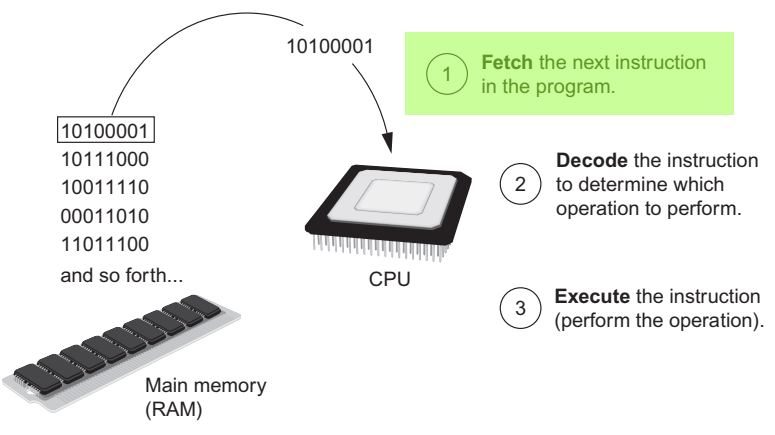 10100001
1
Fetch the next instruction
in the program.
10100001
10111000
10011110
00011010
11011100
and so forth...
2
Decode the instruction
to determine which
operation to perform.
CPU
3
Execute the instruction
(perform the operation).
Main memory
(RAM)